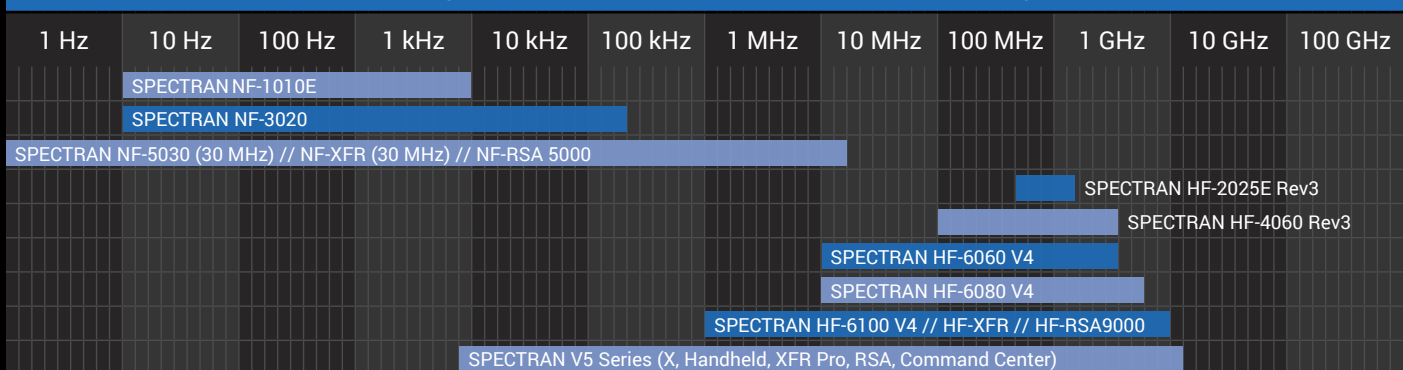 1 Hz 10 Hz 100 Hz 1 kHz 10 kHz 100 kHz 1 MHz 10 MHz 100 MHz 1 GHz 10 GHz 100 GHz
SPECTRAN NF-1010E
SPECTRAN NF-3020
SPECTRAN NF-5030 (30 MHz) // NF-XFR (30 MHz) // NF-RSA 5000
SPECTRAN HF-2025E Rev3
SPECTRAN HF-4060 Rev3
SPECTRAN HF-6060 V4
SPECTRAN HF-6080 V4
SPECTRAN HF-6100 V4 // HF-XFR // HF-RSA9000
SPECTRAN V5 Series (X, Handheld, XFR Pro, RSA, Command Center)